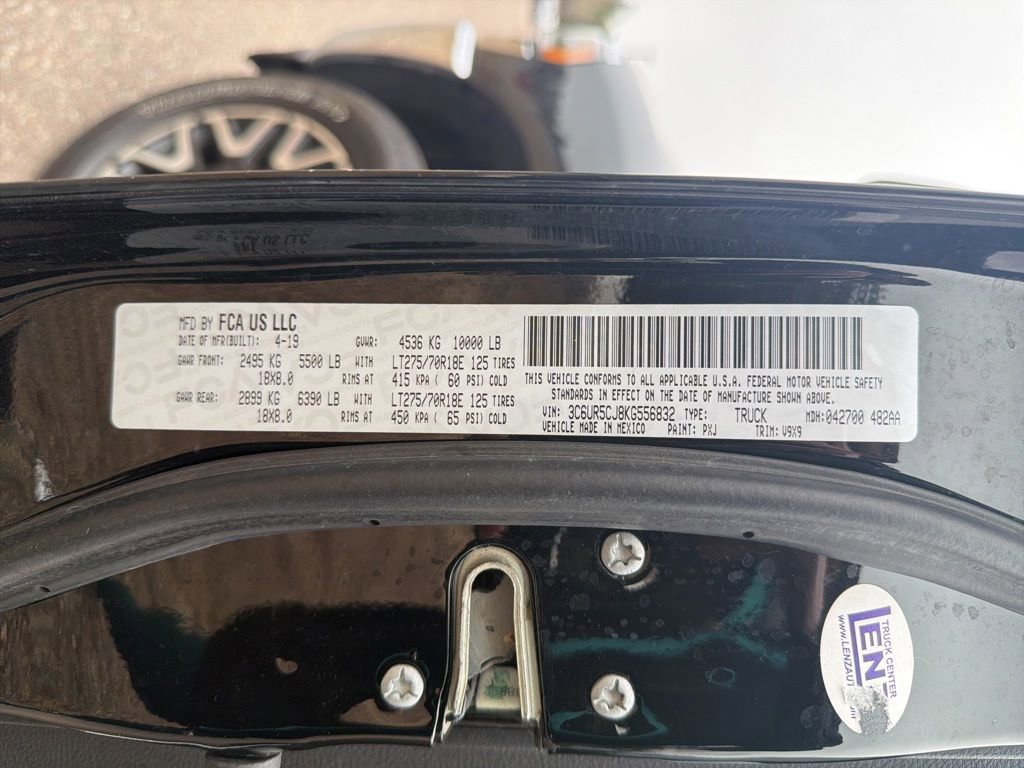 MFD BY FCA US LLC
DATE OF MFR(BUILT): 4-19 GVWR: 4536 KG 10000 LB
GAWR FRONT: 2495 KG 5500 LB WITH LT275/70R18E 125 TIRES
18X8.0 RIMS AT 415 KPA ( 60 PSI) COLD
GAWR REAR: 2899 KG 6390 LB WITH LT275/70R18E 125 TIRES
18X8.0 RIMS AT 450 KPA ( 65 PSI) COLD
THIS VEHICLE CONFORMS TO ALL APPLICABLE U.S.A. FEDERAL MOTOR VEHICLE SAFETY
STANDARDS IN EFFECT ON THE DATE OF MANUFACTURE SHOWN ABOVE.
VIN: 3C6UR5CJ8KG556832 TYPE: TRUCK MDH: 042700 482AA
VEHICLE MADE IN MEXICO PAINT: PXJ TRIM: V9X9
TRUCK CENTER
LEN